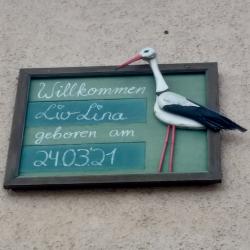 Willkommen
Liv-Lina
geboren am
24.03.'21